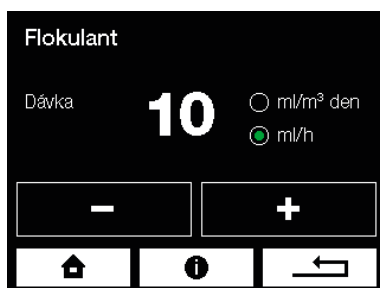 Flokulant
Dávka
10
ml/m³ den
ml/h
− +